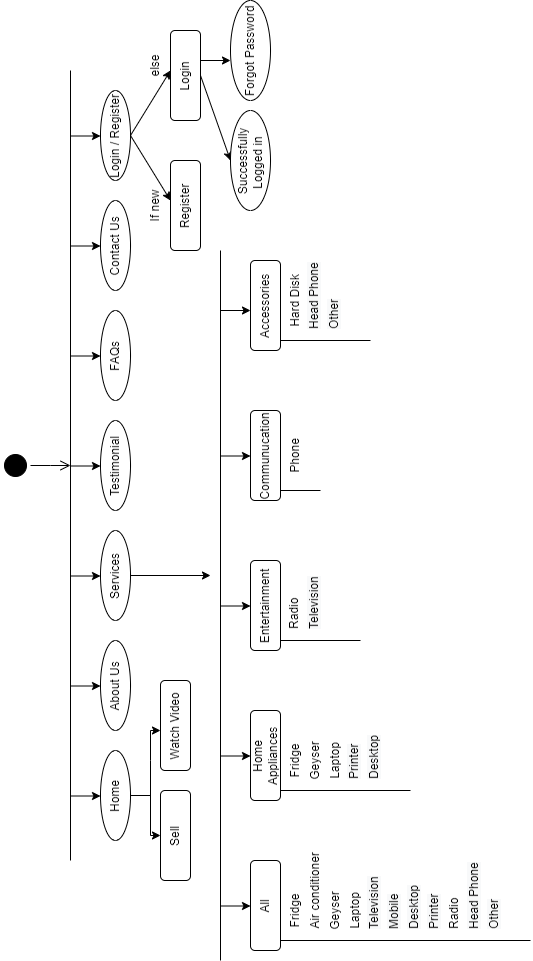 Home
About Us
Services
Testimonial
FAQs
Contact Us
Login / Register
If new
else
Sell
Watch Video
Register
Login
Successfully
Logged in
Forgot Password
All
Fridge
Air conditioner
Geyser
Laptop
Television
Mobile
Desktop
Printer
Radio
Head Phone
Other
Home
Appliances
Fridge
Geyser
Laptop
Printer
Desktop
Entertainment
Radio
Television
Communucation
Phone
Accessories
Hard Disk
Head Phone
Other